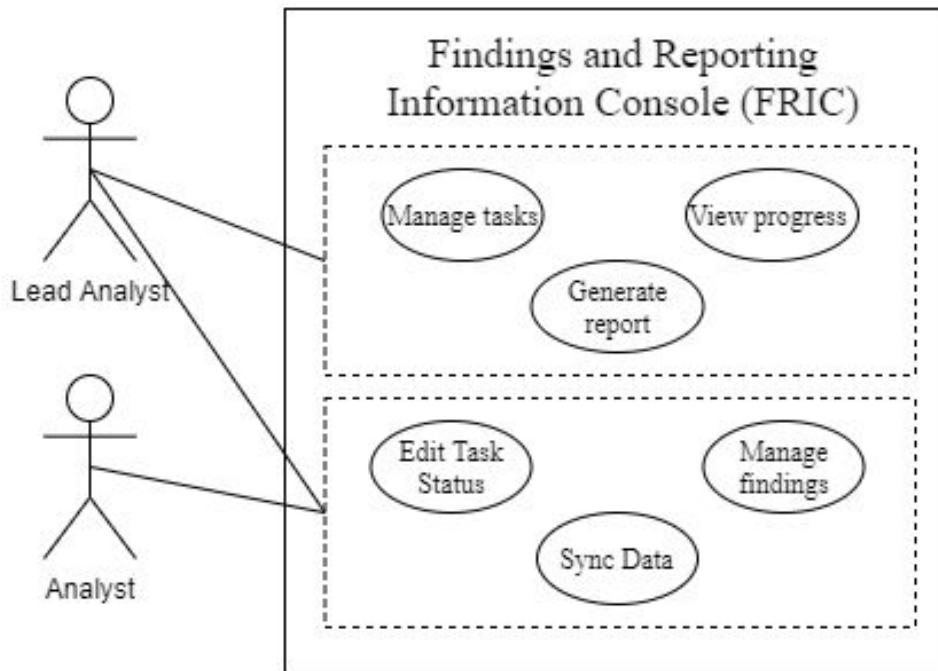 Findings and Reporting
Information Console (FRIC)
Manage tasks
View progress
Generate
report
Lead Analyst
Edit Task
Status
Manage
findings
Sync Data
Analyst